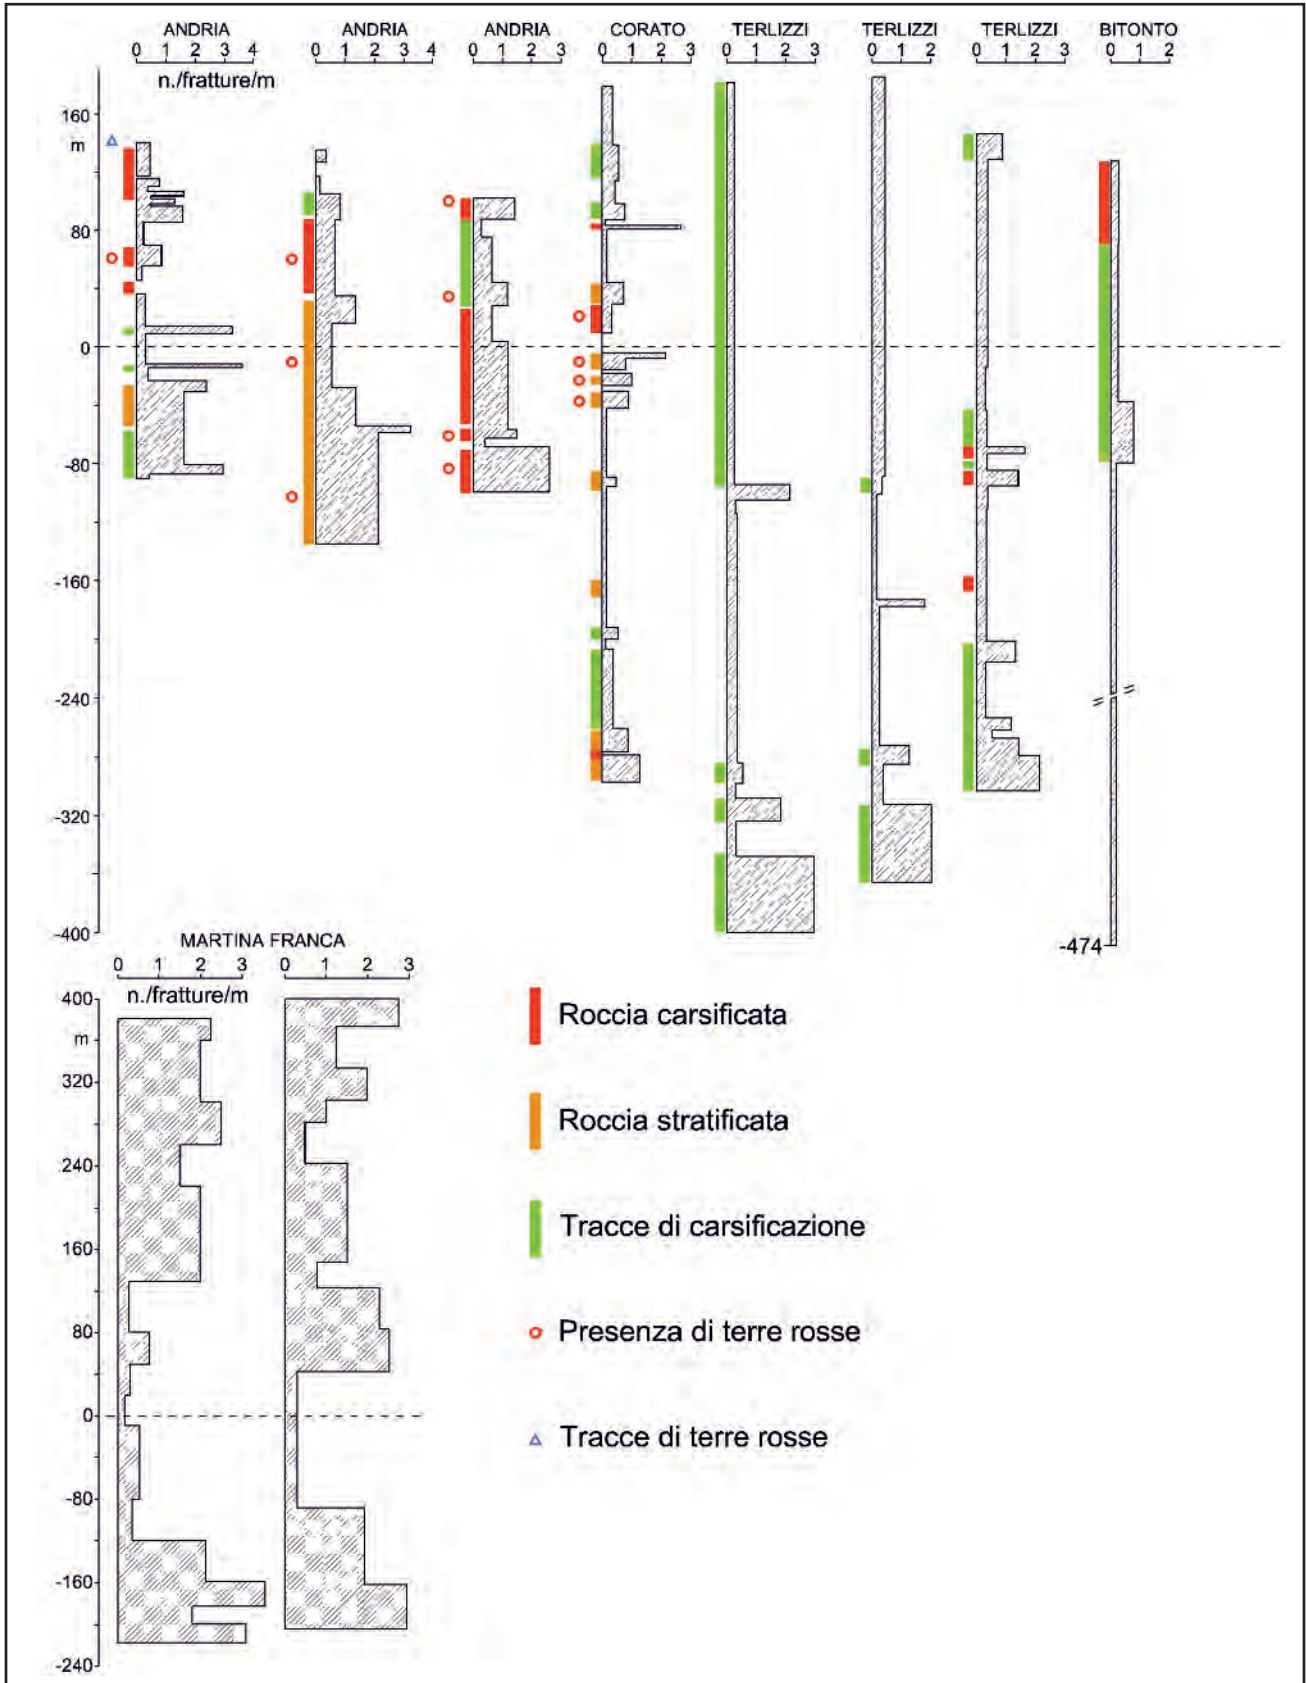 ANDRIA ANDRIA ANDRIA CORATO TERLIZZI TERLIZZI TERLIZZI BITONTO
0 1 2 3 4 0 1 2 3 4 0 1 2 3 0 1 2 3 0 1 2 3 0 1 2 0 1 2 3 0 1 2
n./fratture/m
160
m
80
0
-80
-160
-240
-320
-400
-474
MARTINA FRANCA
0 1 2 3 0 1 2 3
n./fratture/m
400
m
320
240
160
80
0
-80
-160
-240
Roccia carsificata
Roccia stratificata
Tracce di carsificazione
Presenza di terre rosse
Tracce di terre rosse